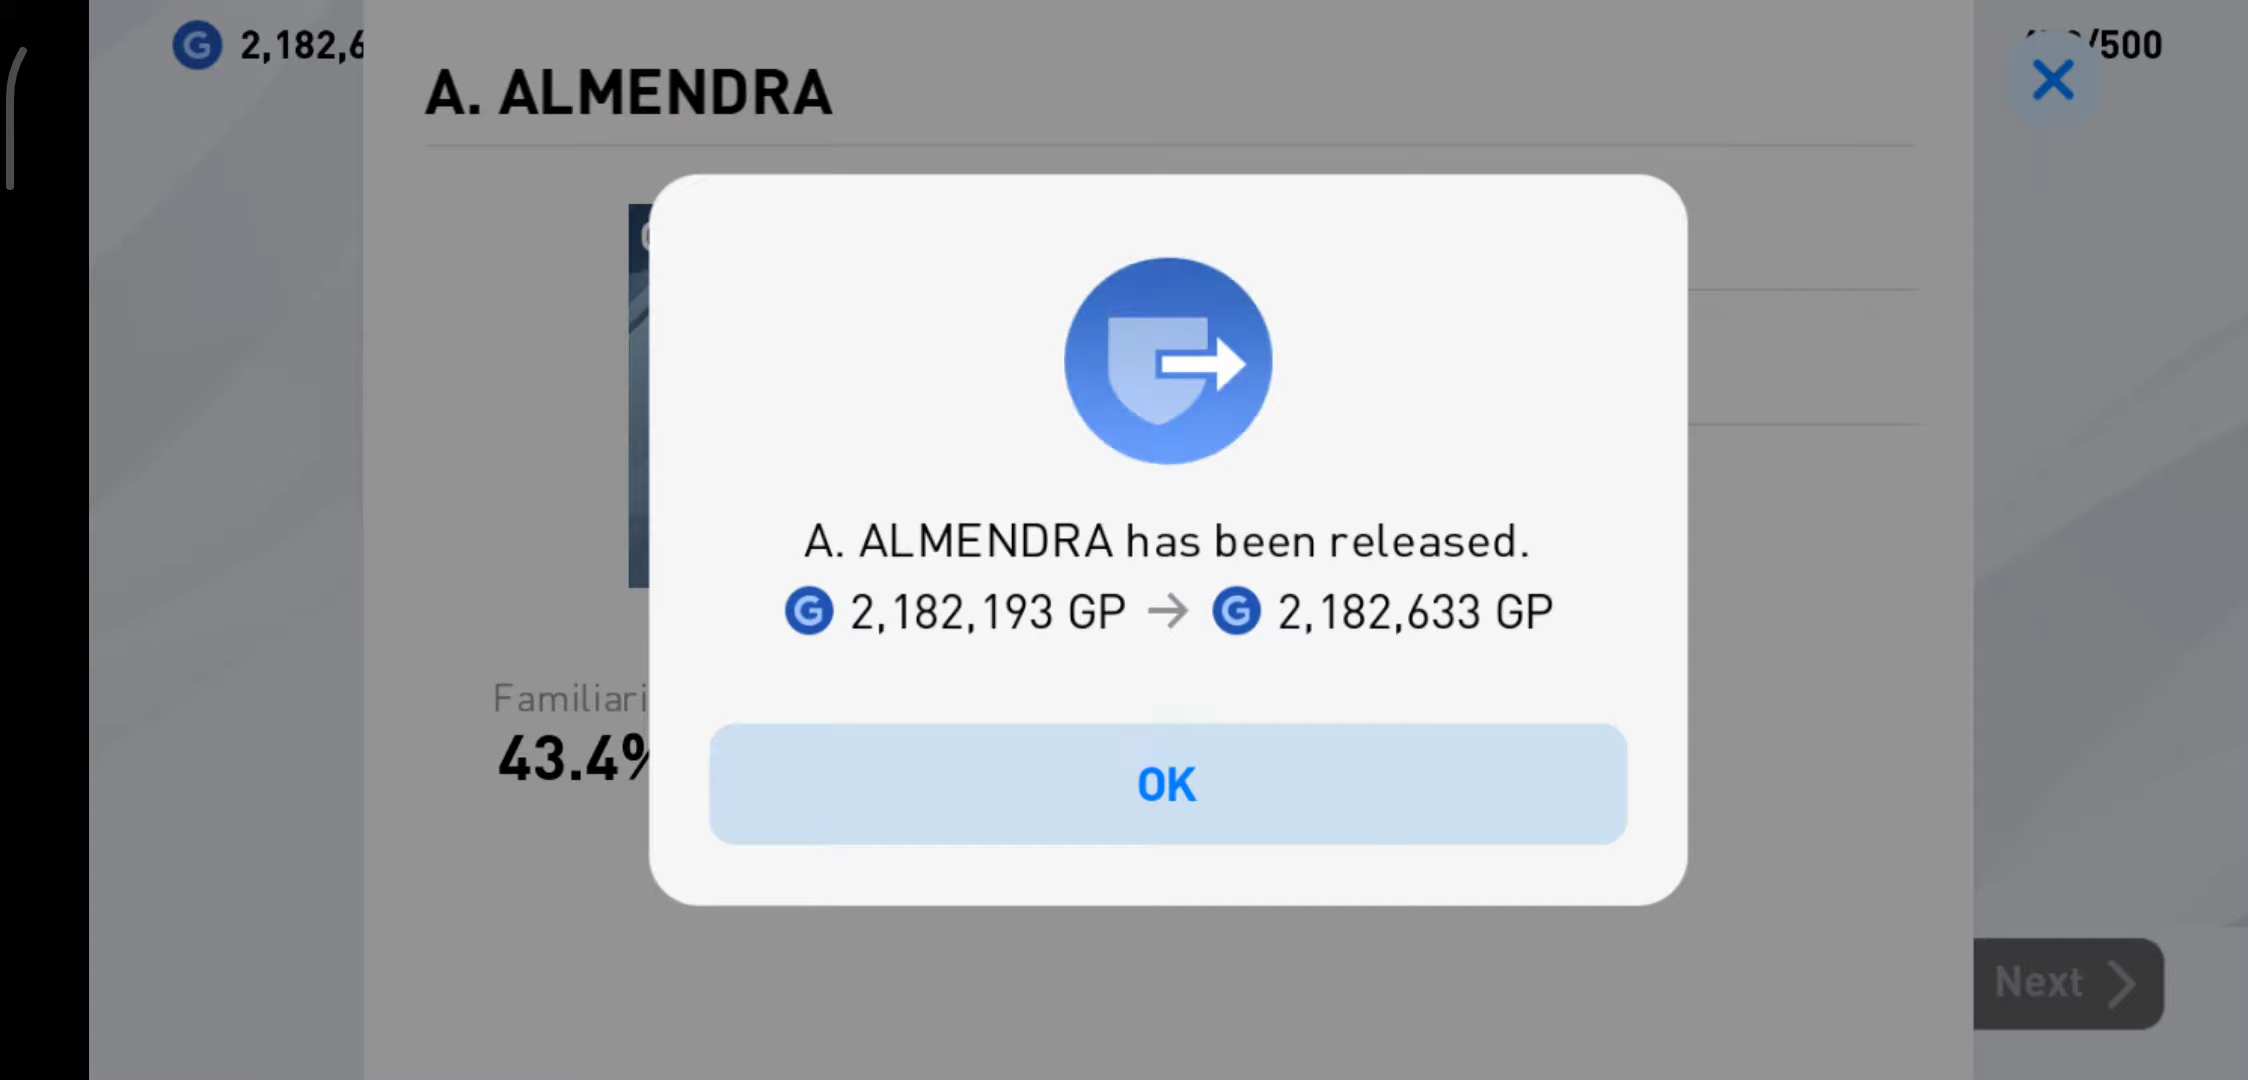 2,182,6
/500
A. ALMENDRA
A. ALMENDRA has been released.
G 2,182,193 GP → G 2,182,633 GP
Familiari
43.4%
OK
Next